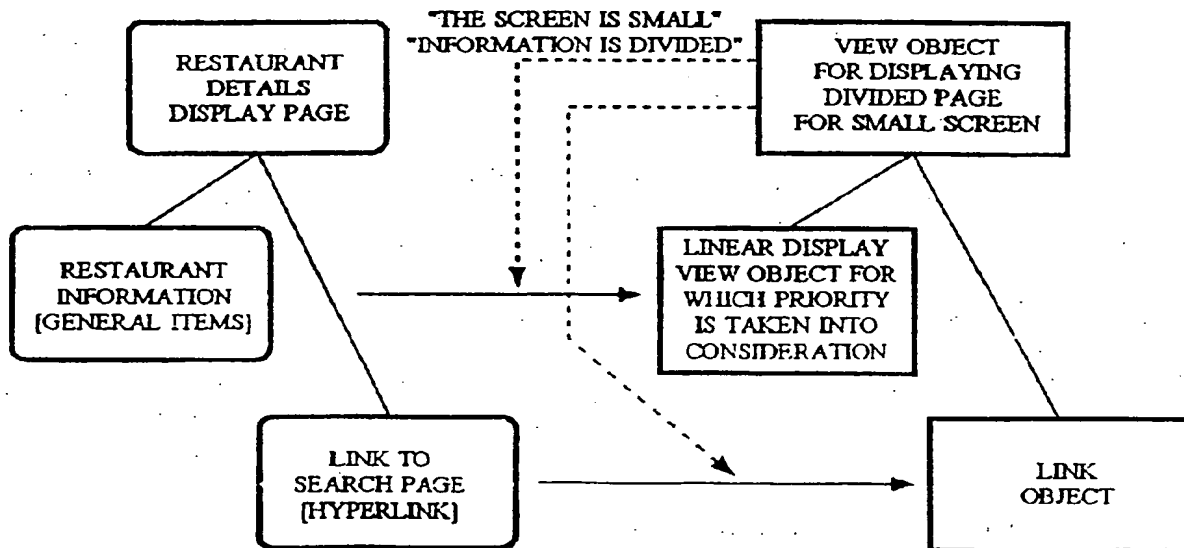 "THE SCREEN IS SMALL"
"INFORMATION IS DIVIDED"
RESTAURANT
DETAILS
DISPLAY PAGE
VIEW OBJECT
FOR DISPLAYING
DIVIDED PAGE
FOR SMALL SCREEN
RESTAURANT
INFORMATION
[GENERAL ITEMS]
LINEAR DISPLAY
VIEW OBJECT FOR
WHICH PRIORITY
IS TAKEN INTO
CONSIDERATION
LINK TO
SEARCH PAGE
[HYPERLINK]
LINK
OBJECT